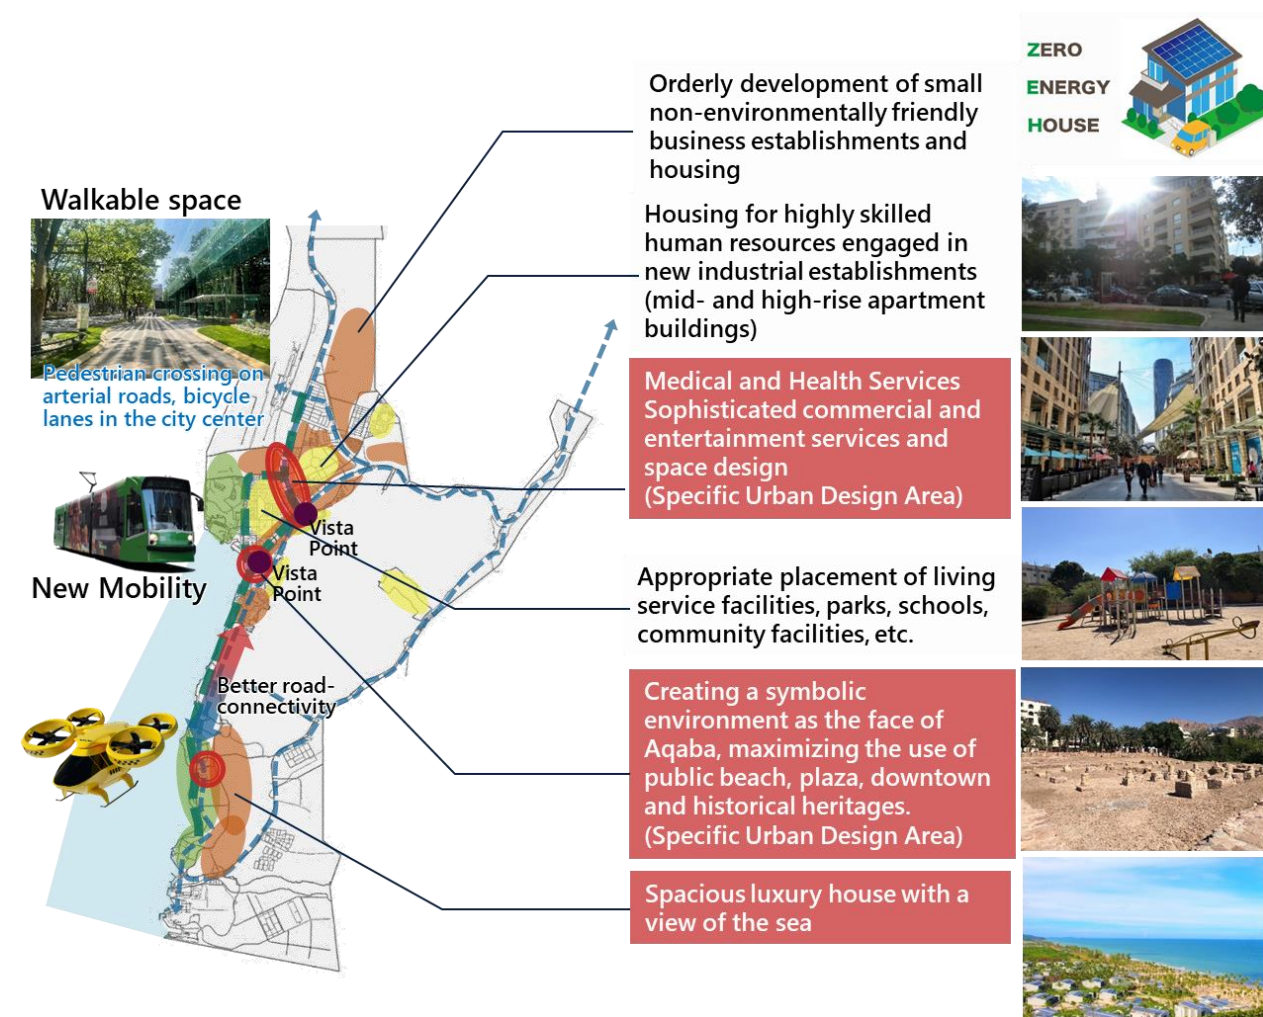 ZERO
ENERGY
HOUSE
Orderly development of small
non-environmentally friendly
business establishments and
housing
Walkable space
Pedestrian crossing on
arterial roads, bicycle
lanes in the city center
Housing for highly skilled
human resources engaged in
new industrial establishments
(mid- and high-rise apartment
buildings)
Medical and Health Services
Sophisticated commercial and
entertainment services and
space design
(Specific Urban Design Area)
Vista
Point
Vista
Point
New Mobility
Appropriate placement of living
service facilities, parks, schools,
community facilities, etc.
Better road-
connectivity
Creating a symbolic
environment as the face of
Aqaba, maximizing the use of
public beach, plaza, downtown
and historical heritages.
(Specific Urban Design Area)
Spacious luxury house with a
view of the sea